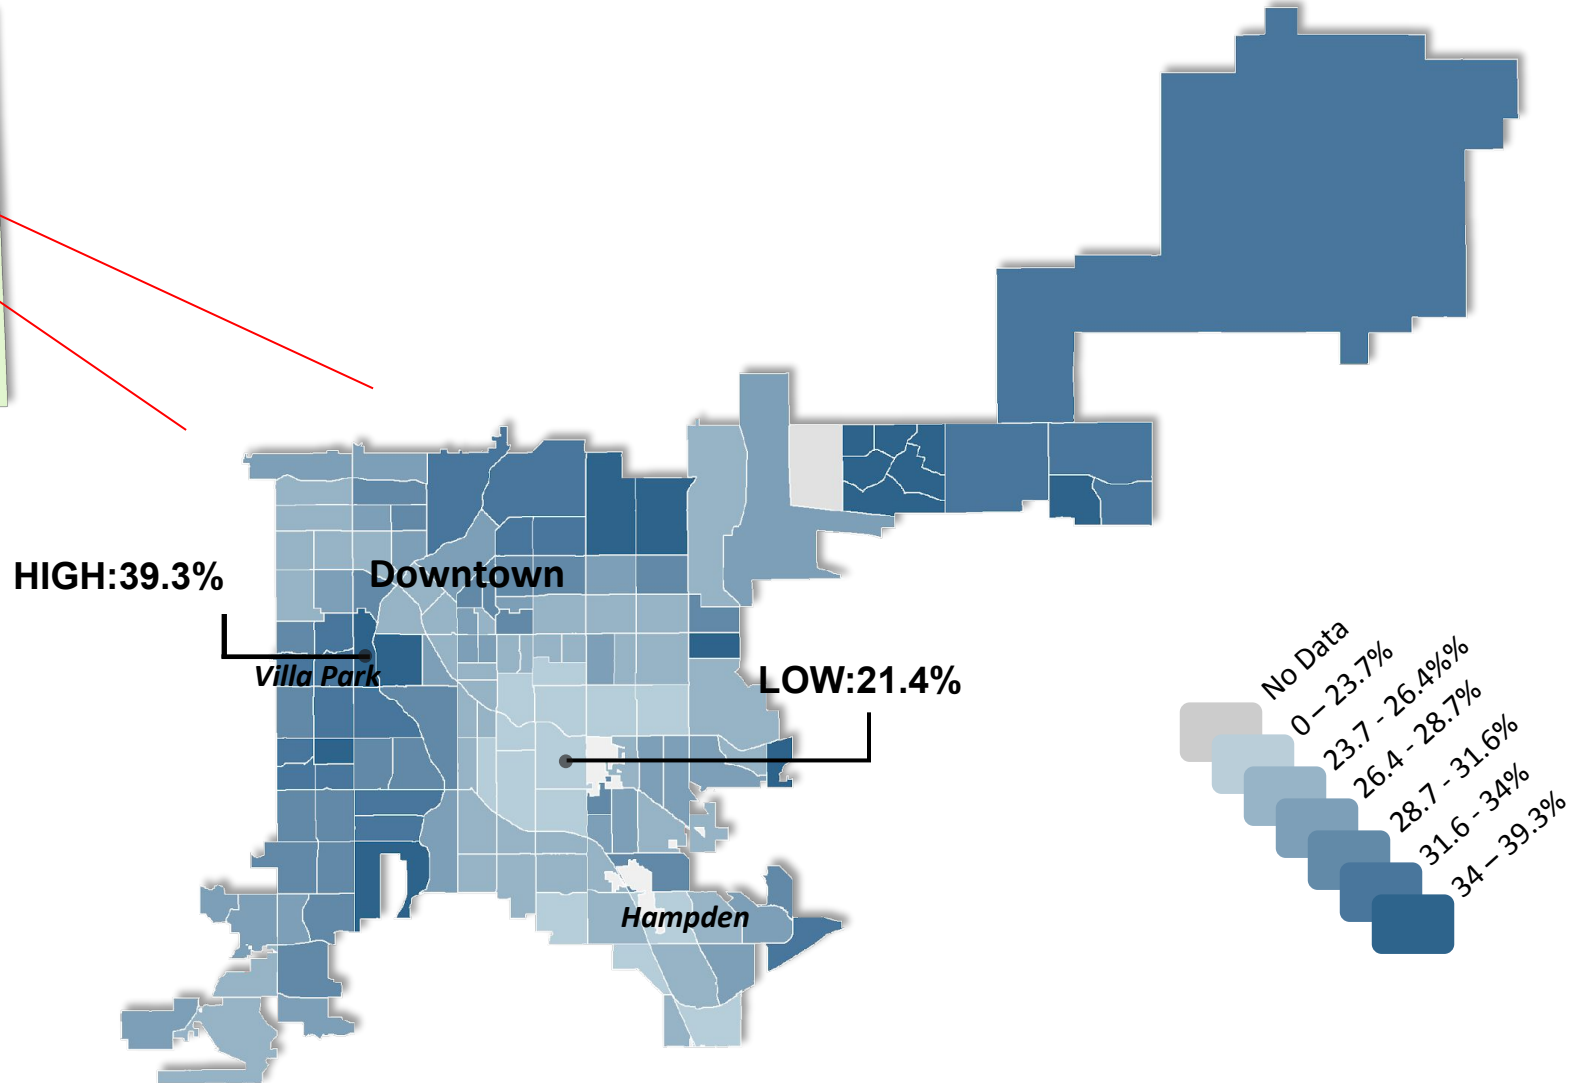 HIGH:39.3%
Downtown
Villa Park
LOW:21.4%
Hampden
No Data
0 – 23.7%
23.7 - 26.4%%
26.4 - 28.7%
28.7 - 31.6%
31.6 - 34%
34 – 39.3%